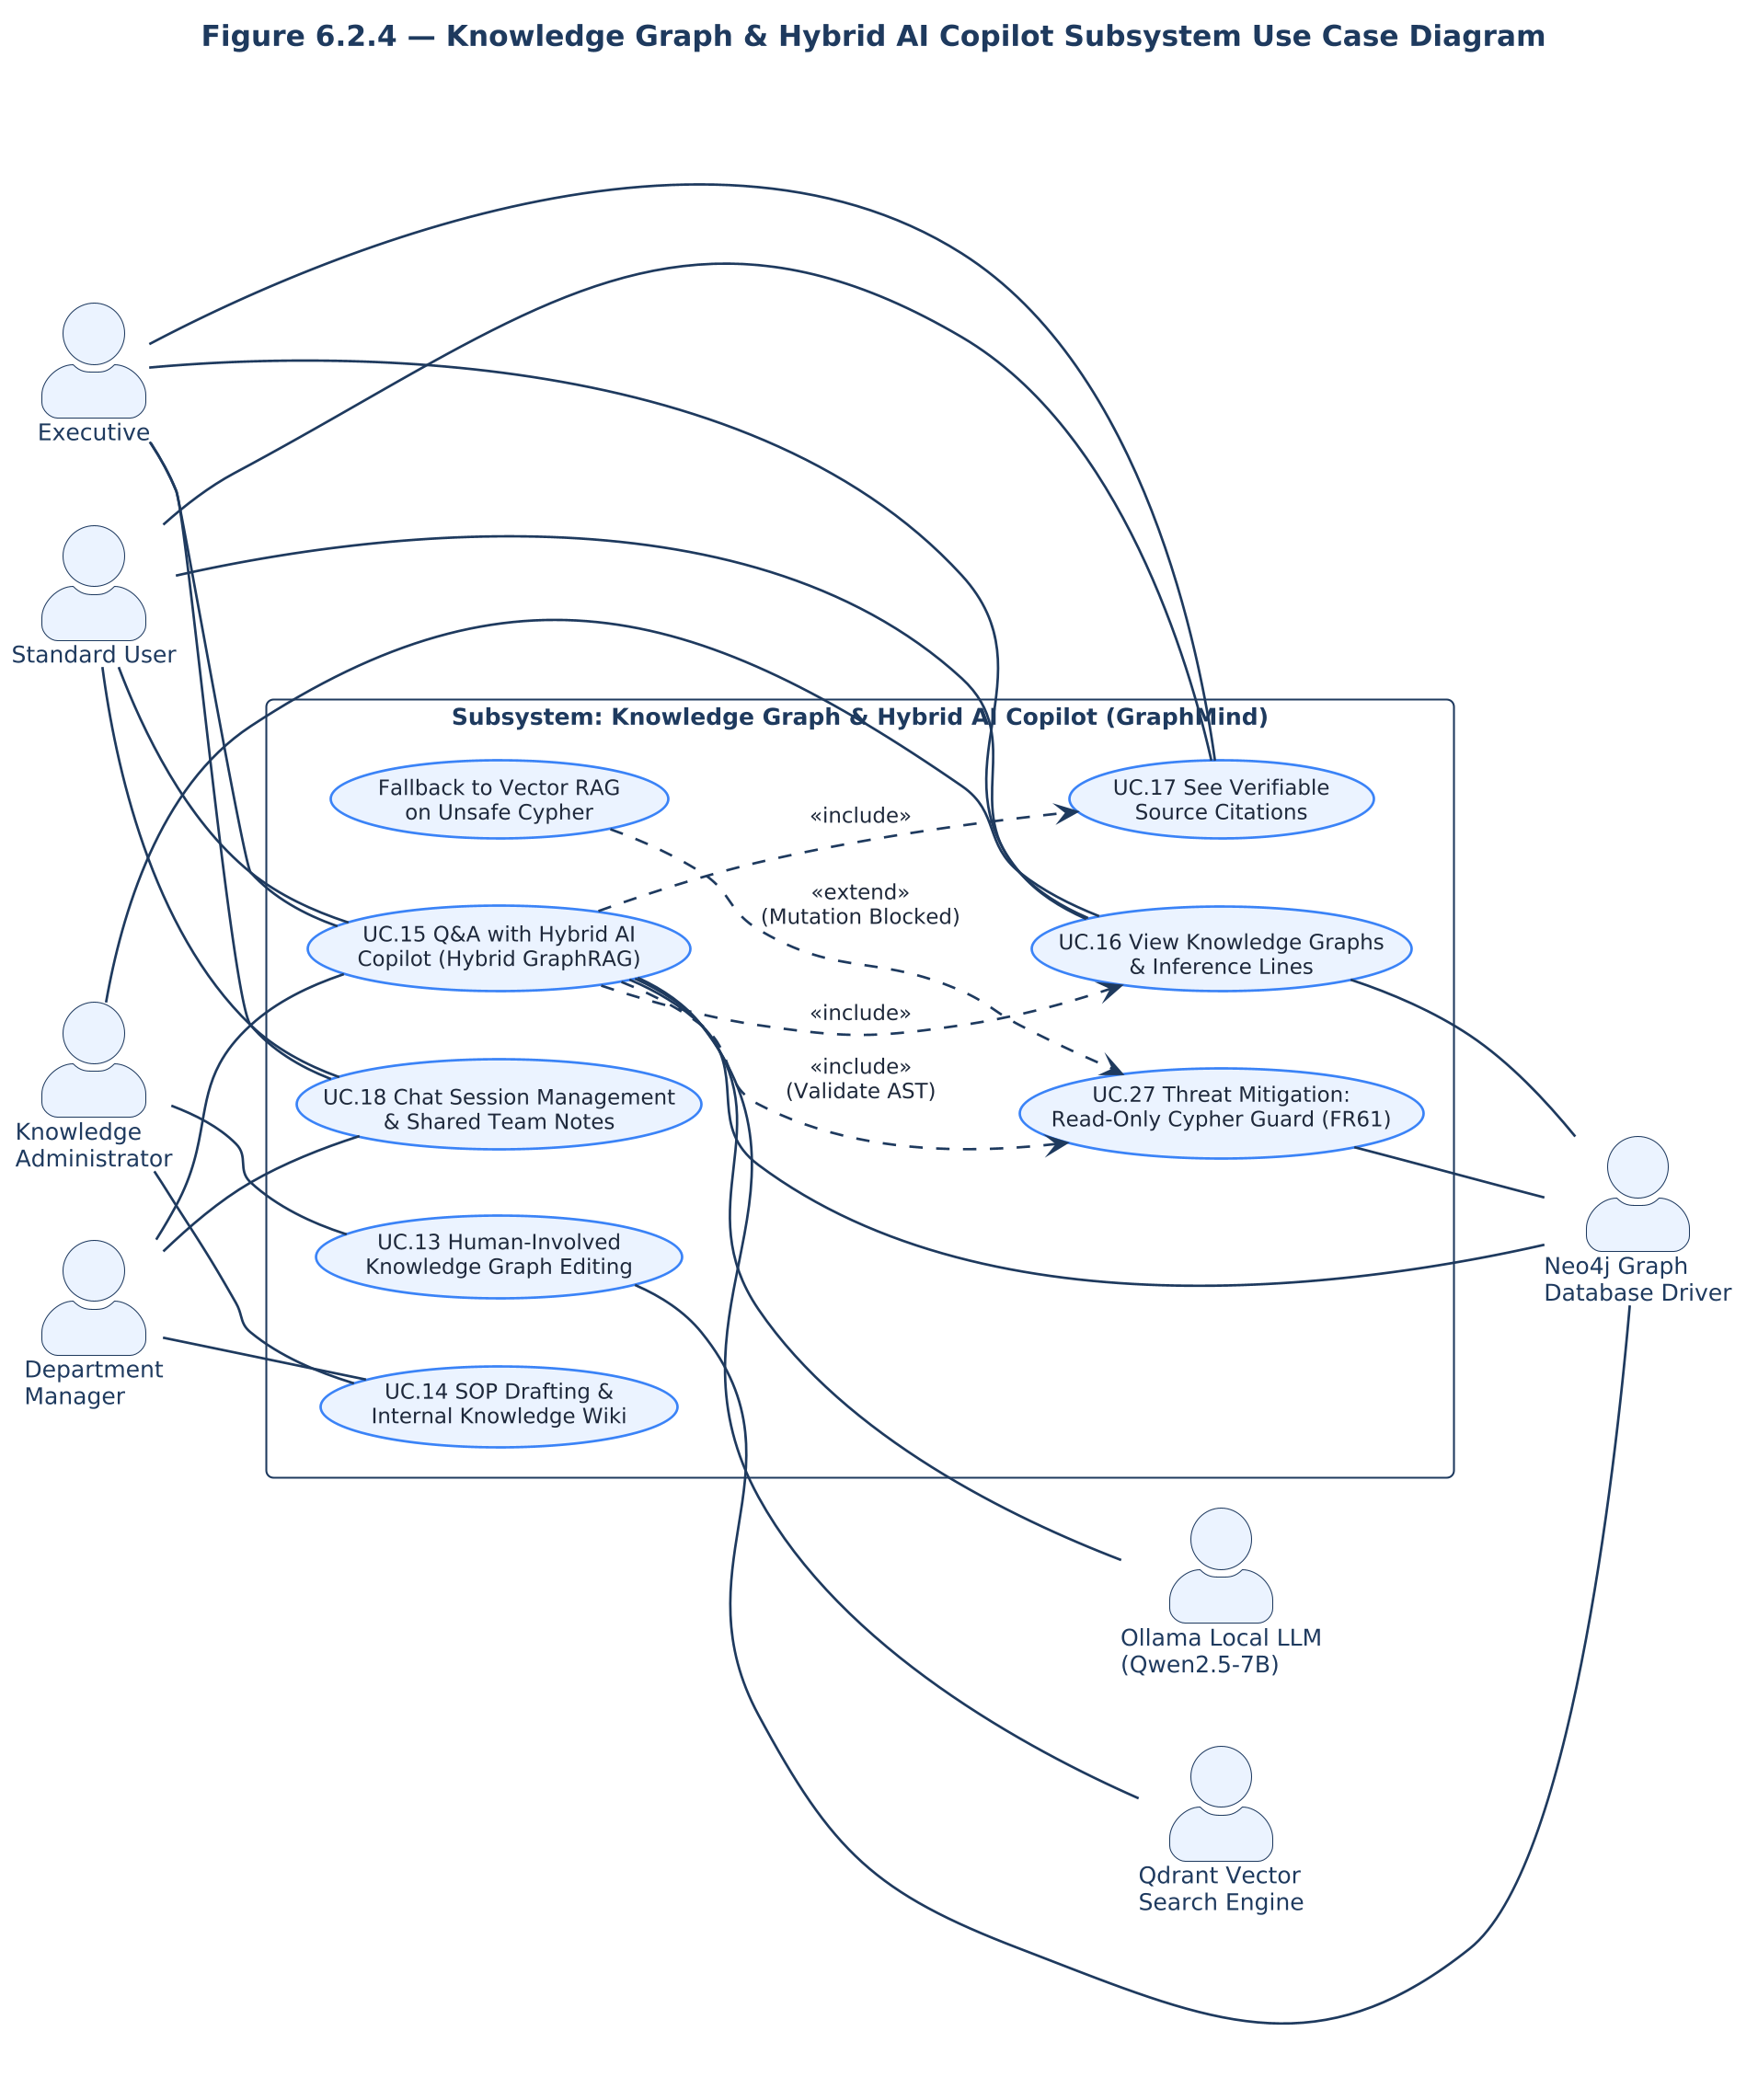 Figure 6.2.4 — Knowledge Graph & Hybrid AI Copilot Subsystem Use Case Diagram
Executive
Standard User
Subsystem: Knowledge Graph & Hybrid AI Copilot (GraphMind)
Fallback to Vector RAG
on Unsafe Cypher
«include»
UC.17 See Verifiable
Source Citations
«extend»
(Mutation Blocked)
UC.15 Q&A with Hybrid AI
Copilot (Hybrid GraphRAG)
UC.16 View Knowledge Graphs
& Inference Lines
«include»
«include»
(Validate AST)
UC.18 Chat Session Management
& Shared Team Notes
UC.27 Threat Mitigation:
Read-Only Cypher Guard (FR61)
Knowledge
Administrator
UC.13 Human-Involved
Knowledge Graph Editing
Neo4j Graph
Database Driver
Department
Manager
UC.14 SOP Drafting &
Internal Knowledge Wiki
Ollama Local LLM
(Qwen2.5-7B)
Qdrant Vector
Search Engine